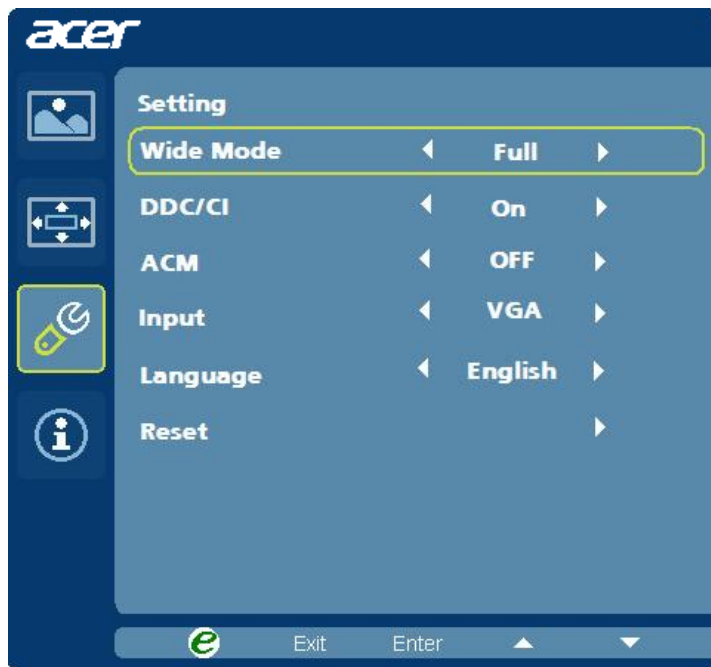 acer
Setting
Wide Mode Full
DDC/CI On
ACM OFF
Input VGA
Language English
Reset
e Exit Enter